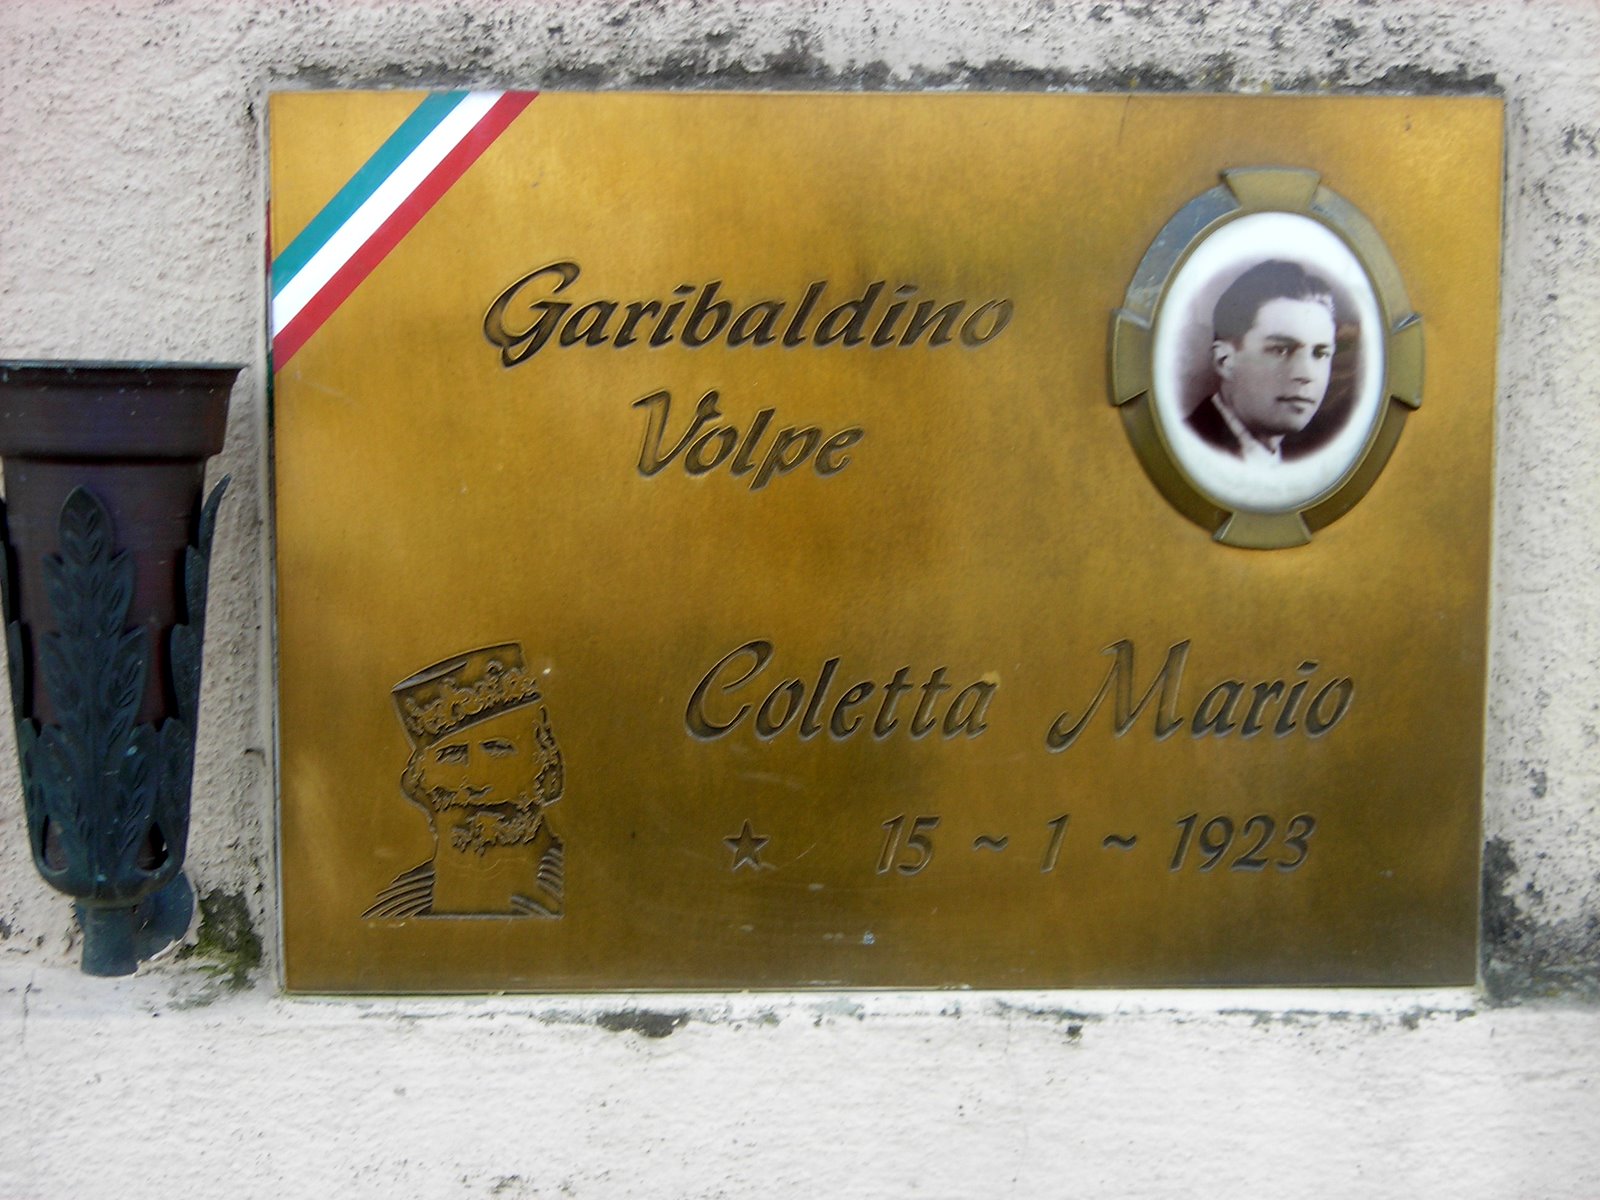 Garibaldino
Volpe
Coletta Mario
15 ~ 1 ~ 1923